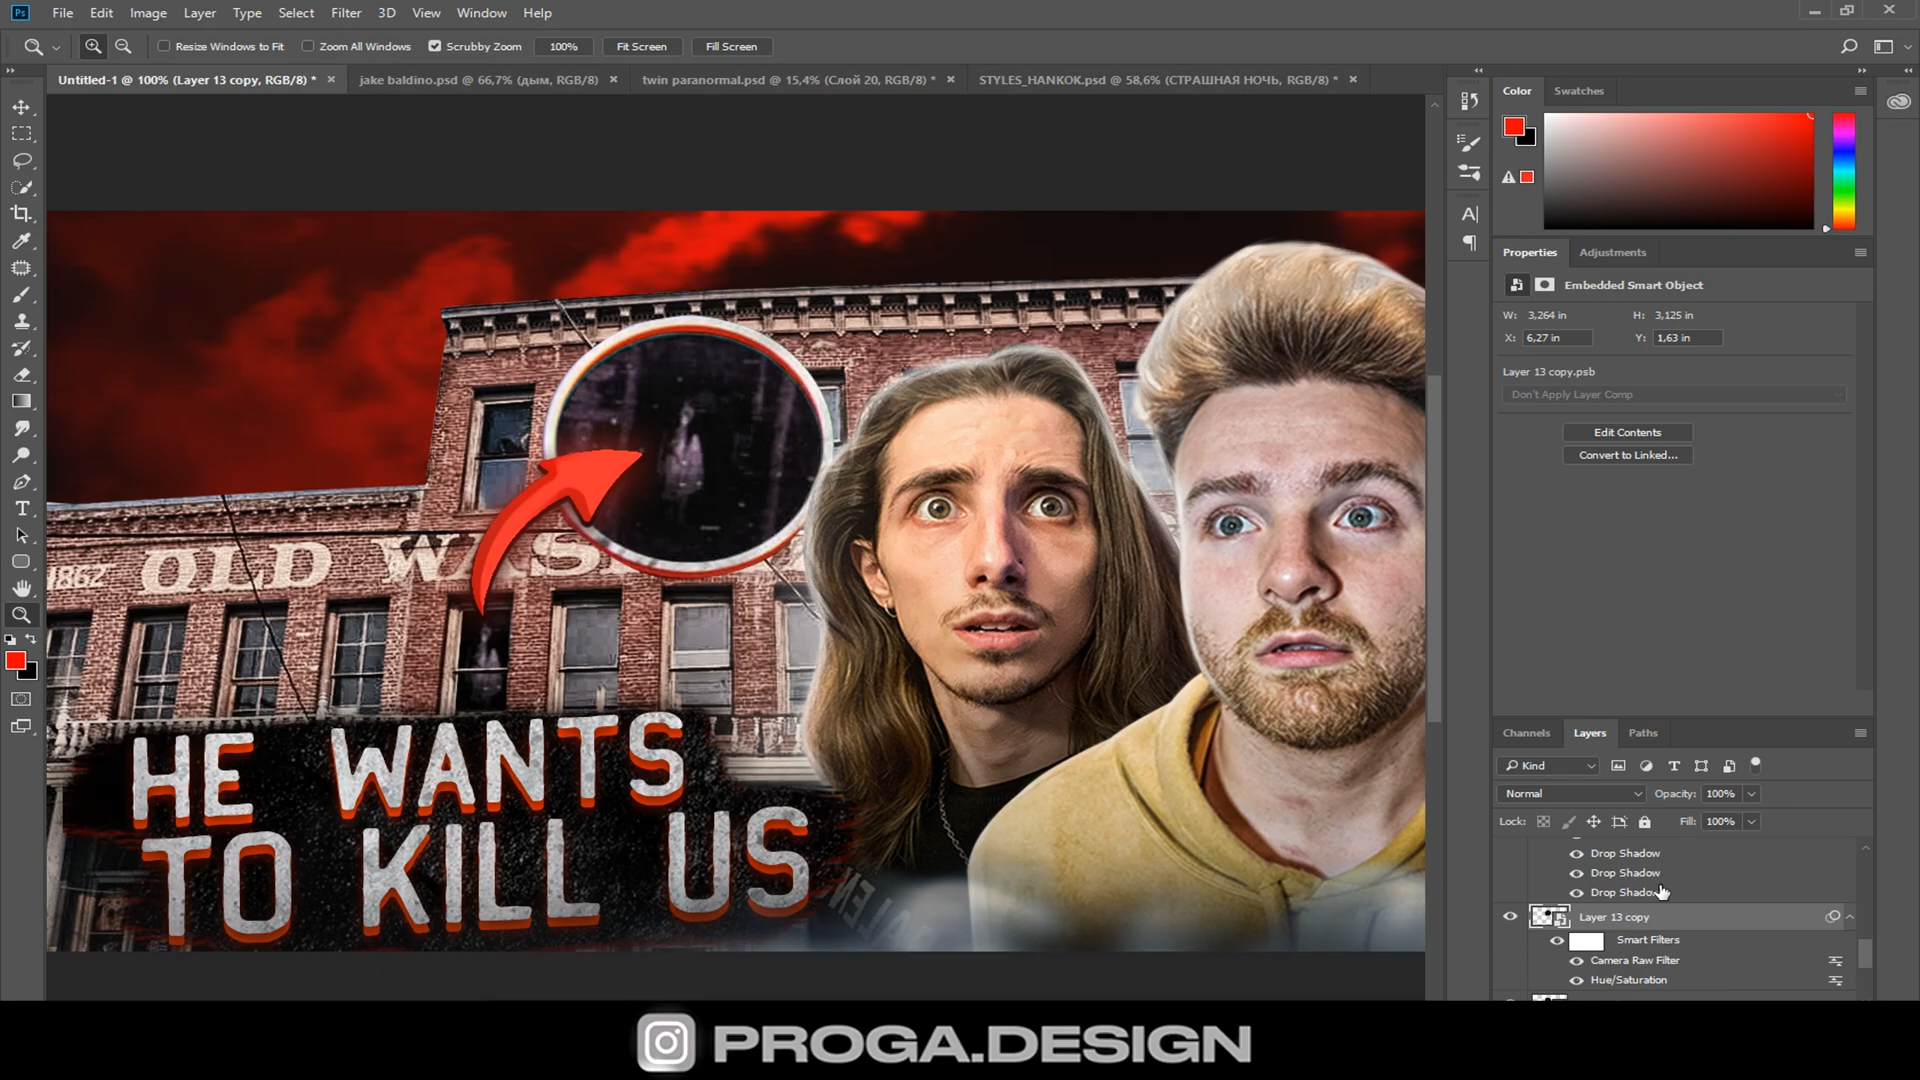 Ps File Edit Image Layer Type Select Filter 3D View Window Help
Resize Windows to Fit Zoom All Windows Scrubby Zoom 100% Fit Screen Fill Screen
Untitled-1 @ 100% (Layer 13 copy, RGB/8) * jake baldino.psd @ 66,7% (дым, RGB/8) twin paranormal.psd @ 15,4% (Слой 20, RGB/8) * STYLES_HANKOK.psd @ 58,6% (СТРАШНАЯ НОЧЬ, RGB/8) *
Color Swatches
Properties Adjustments
Embedded Smart Object
W: 3,264 in H: 3,125 in
X: 6,27 in Y: 1,63 in
Layer 13 copy.psb
Don't Apply Layer Comp
Edit Contents
Convert to Linked...
1862 OLD WAS
HE WANTS
TO KILL US
Channels Layers Paths
Kind
Normal Opacity: 100%
Lock: Fill: 100%
Drop Shadow
Drop Shadow
Drop Shadow
Layer 13 copy
Smart Filters
Camera Raw Filter
Hue/Saturation
PROGA.DESIGN